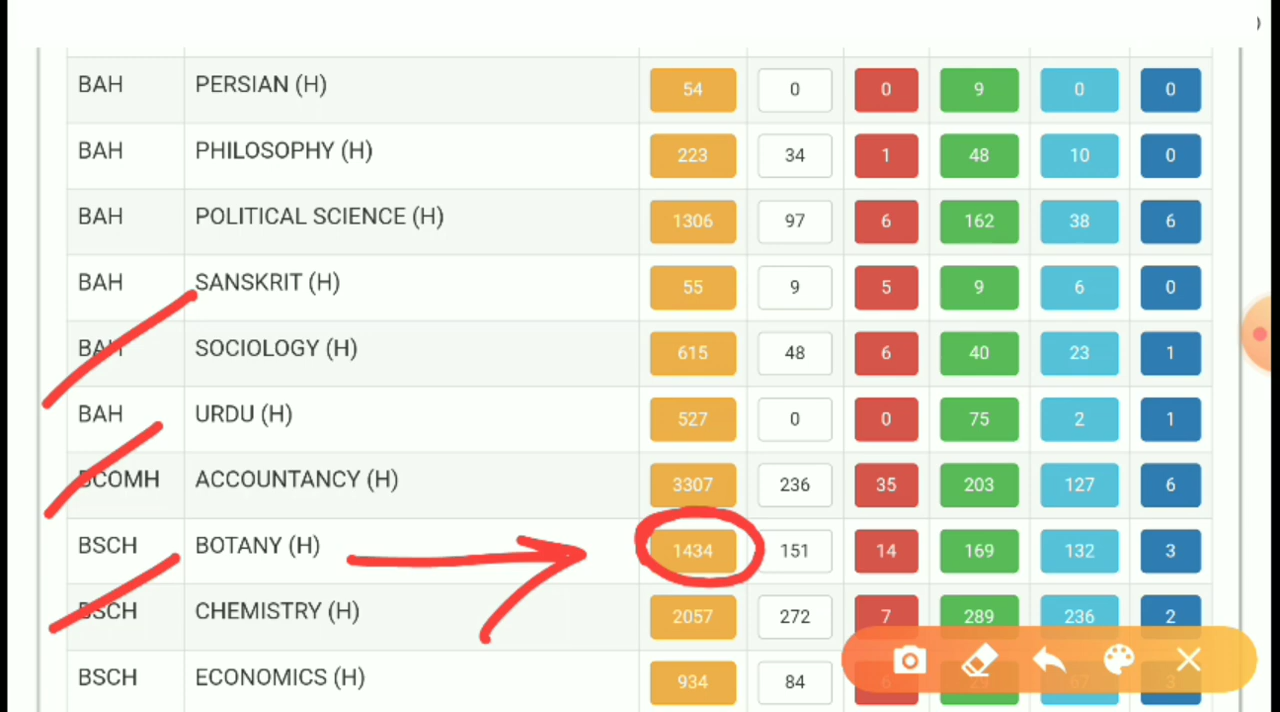 )
BAH PERSIAN (H) 54 0 0 9 0 0
BAH PHILOSOPHY (H) 223 34 1 48 10 0
BAH POLITICAL SCIENCE (H) 1306 97 6 162 38 6
BAH SANSKRIT (H) 55 9 5 9 6 0
BAH SOCIOLOGY (H) 615 48 6 40 23 1
BAH URDU (H) 527 0 0 75 2 1
BCOMH ACCOUNTANCY (H) 3307 236 35 203 127 6
BSCH BOTANY (H) 1434 151 14 169 132 3
BSCH CHEMISTRY (H) 2057 272 7 289 236 2
BSCH ECONOMICS (H) 934 84